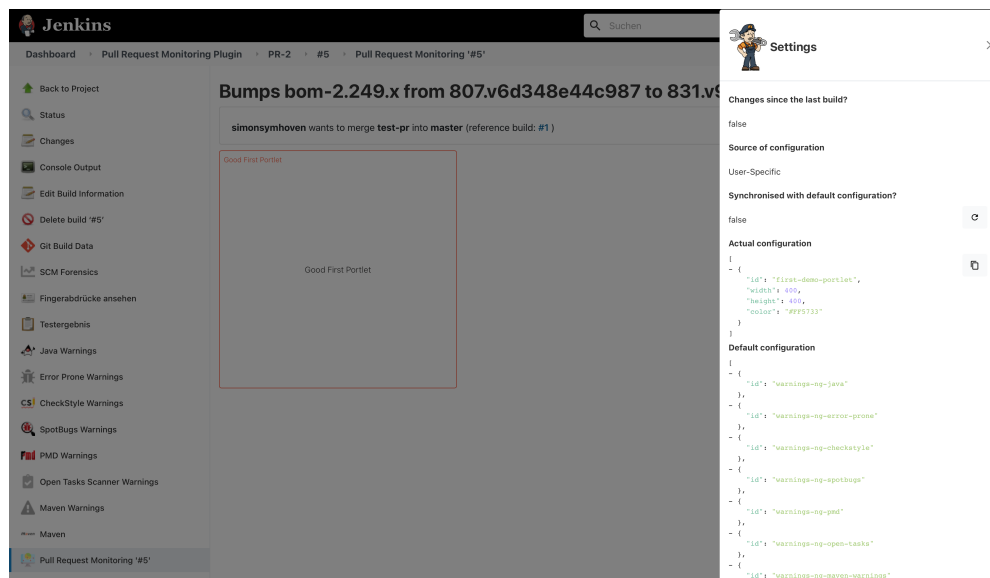 Jenkins
Suchen
Dashboard
Pull Request Monitoring Plugin
PR-2
#5
Pull Request Monitoring '#5'
Back to Project
Status
Changes
Console Output
Edit Build Information
Delete build '#5'
Git Build Data
SCM Forensics
Fingerabdrücke ansehen
Testergebnis
Java Warnings
Error Prone Warnings
CS!
CheckStyle Warnings
SpotBugs Warnings
PMD Warnings
Open Tasks Scanner Warnings
Maven Warnings
Maven
Pull Request Monitoring '#5'
Bumps bom-2.249.x from 807.v6d348e44c987 to 831.v9
simonsymhoven wants to merge test-pr into master (reference build: #1 )
Good First Portlet
Good First Portlet
Settings
Changes since the last build?
false
Source of configuration
User-Specific
Synchronised with default configuration?
false
Actual configuration
[
- {
"id": "first-demo-portlet",
"width": 400,
"height": 400,
"color": "#FF5733"
}
]
Default configuration
[
- {
"id": "warnings-ng-java"
},
- {
"id": "warnings-ng-error-prone"
},
- {
"id": "warnings-ng-checkstyle"
},
- {
"id": "warnings-ng-spotbugs"
},
- {
"id": "warnings-ng-pmd"
},
- {
"id": "warnings-ng-open-tasks"
},
- {
"id": "warnings-ng-maven-warnings"